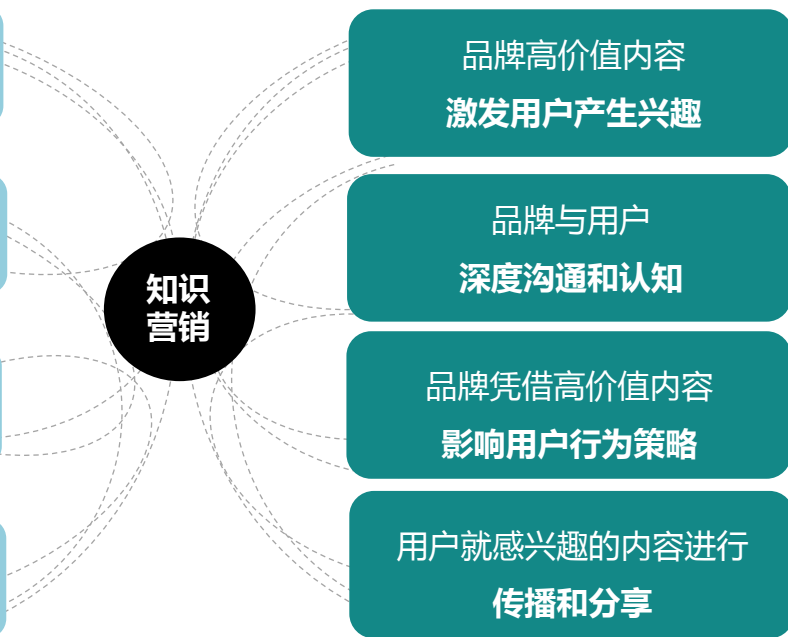 知识
营销
品牌高价值内容
激发用户产生兴趣
品牌与用户
深度沟通和认知
品牌凭借高价值内容
影响用户行为策略
用户就感兴趣的内容进行
传播和分享